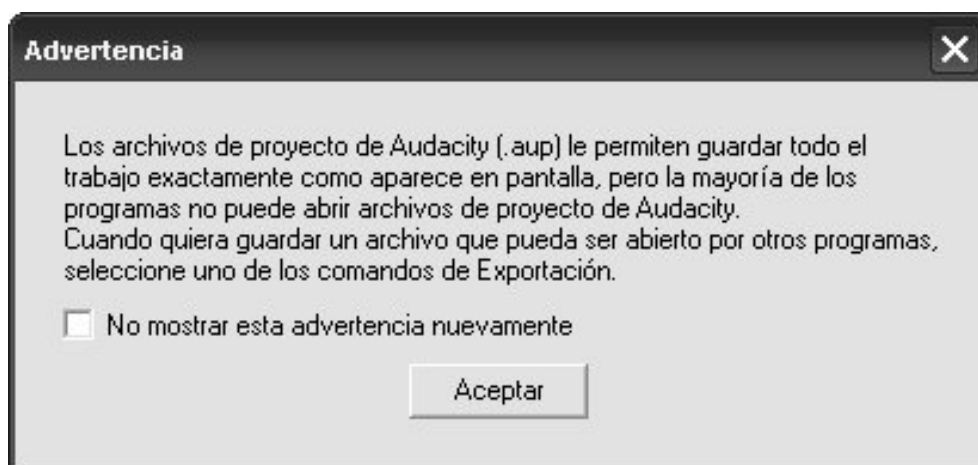 Advertencia
Los archivos de proyecto de Audacity (.aup) le permiten guardar todo el
trabajo exactamente como aparece en pantalla, pero la mayoría de los
programas no puede abrir archivos de proyecto de Audacity.
Cuando quiera guardar un archivo que pueda ser abierto por otros programas,
seleccione uno de los comandos de Exportación.
No mostrar esta advertencia nuevamente
Aceptar